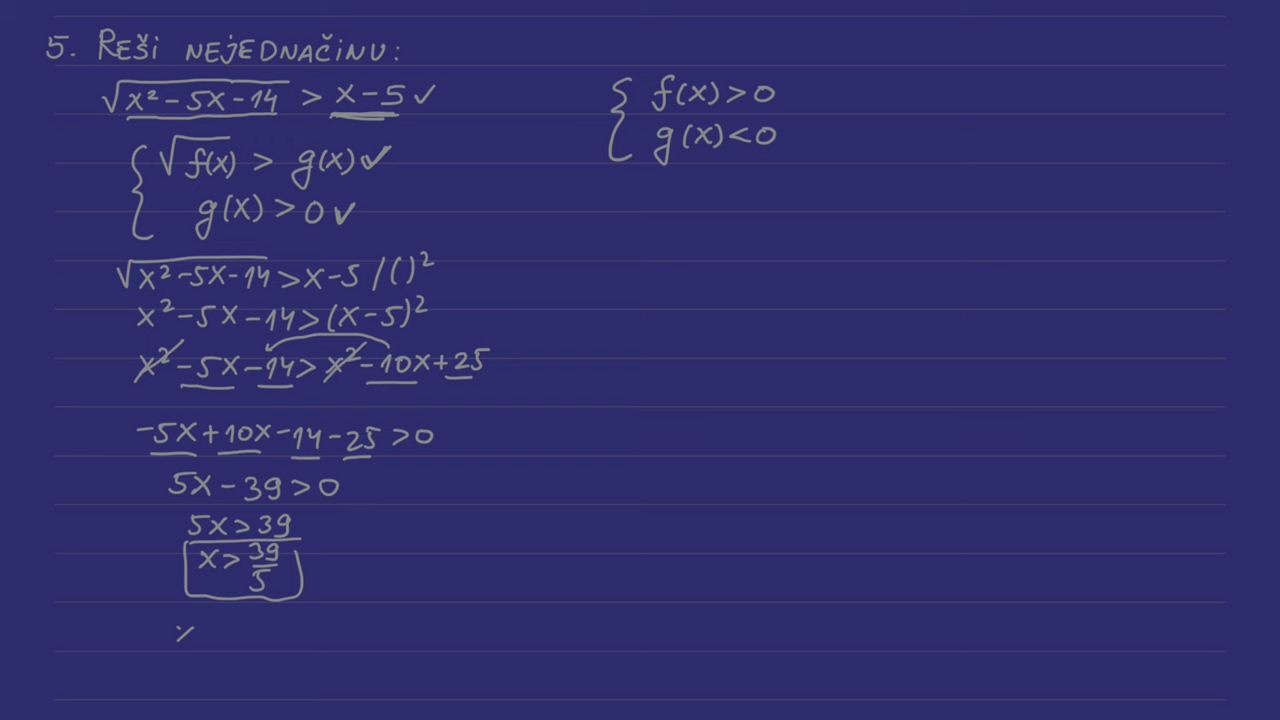 5. REŠI NEJEDNAČINU:
√(x² - 5x - 14) > x - 5 ✓
{ √f(x) > g(x) ✓
g(x) > 0 ✓
√(x² - 5x - 14) > x - 5 /()²
x² - 5x - 14 > (x - 5)²
x² - 5x - 14 > x² - 10x + 25
-5x + 10x - 14 - 25 > 0
5x - 39 > 0
5x > 39
x > 39/5
x
{ f(x) > 0
g(x) < 0